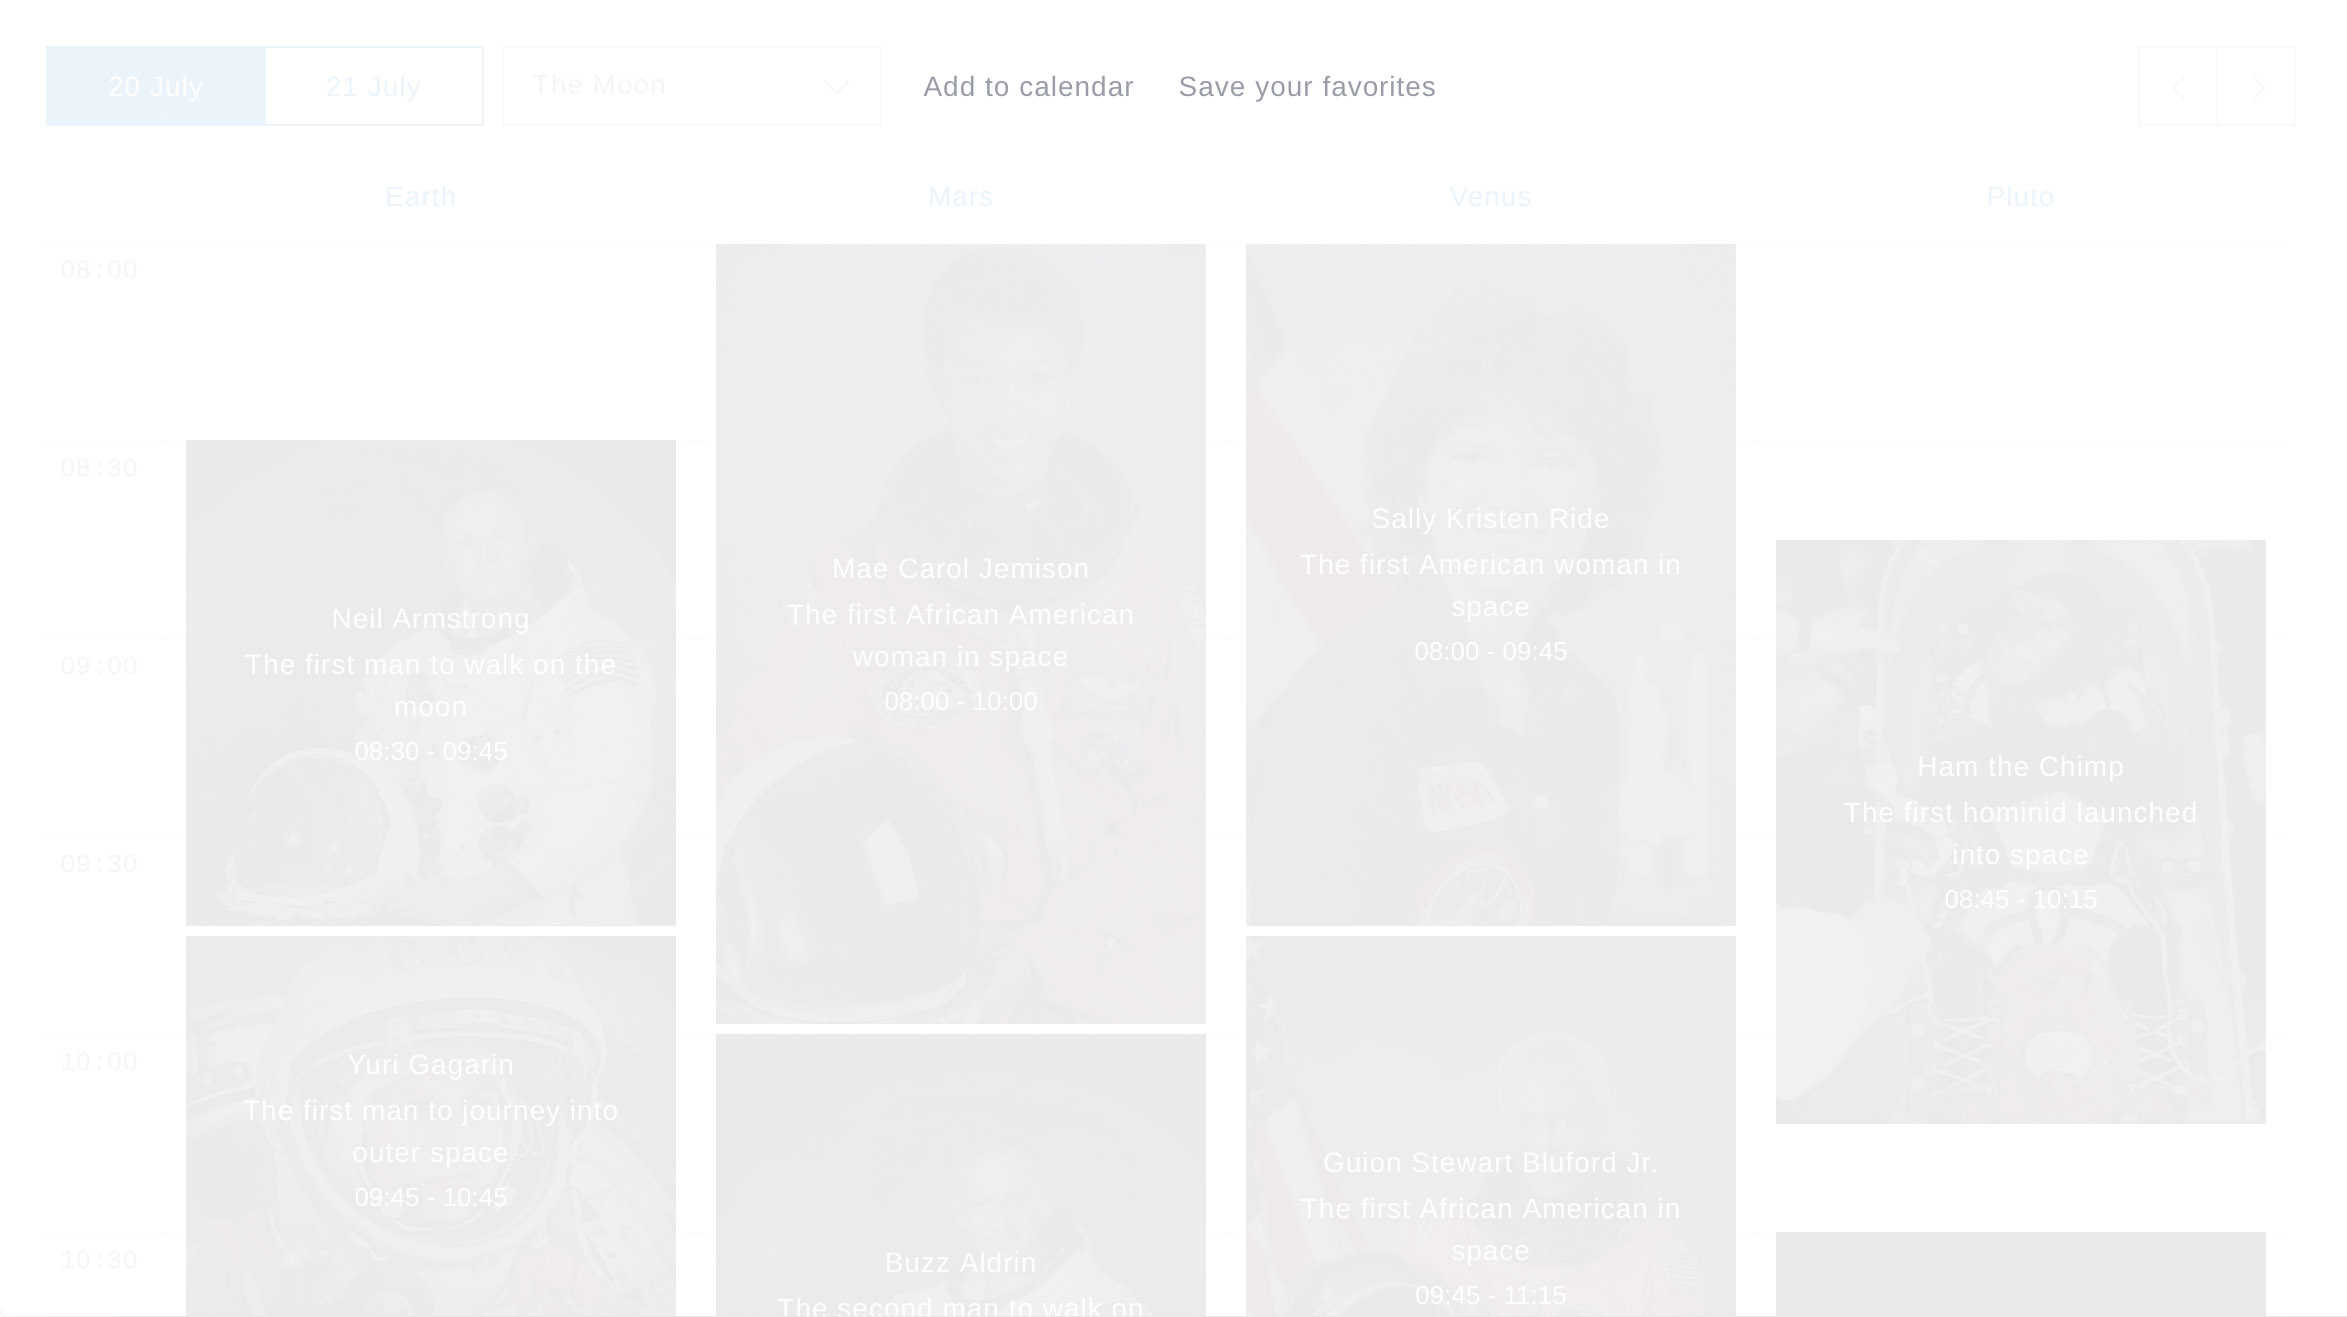 20 July
21 July
The Moon
Add to calendar
Save your favorites
Earth
Mars
Venus
Pluto
08:00
08:30
09:00
09:30
10:00
10:30
Neil Armstrong
The first man to walk on the
moon
08:30 - 09:45
Yuri Gagarin
The first man to journey into
outer space
09:45 - 10:45
Mae Carol Jemison
The first African American
woman in space
08:00 - 10:00
Buzz Aldrin
The second man to walk on
Sally Kristen Ride
The first American woman in
space
08:00 - 09:45
NASA
Guion Stewart Bluford Jr.
The first African American in
space
09:45 - 11:15
Ham the Chimp
The first hominid launched
into space
08:45 - 10:15